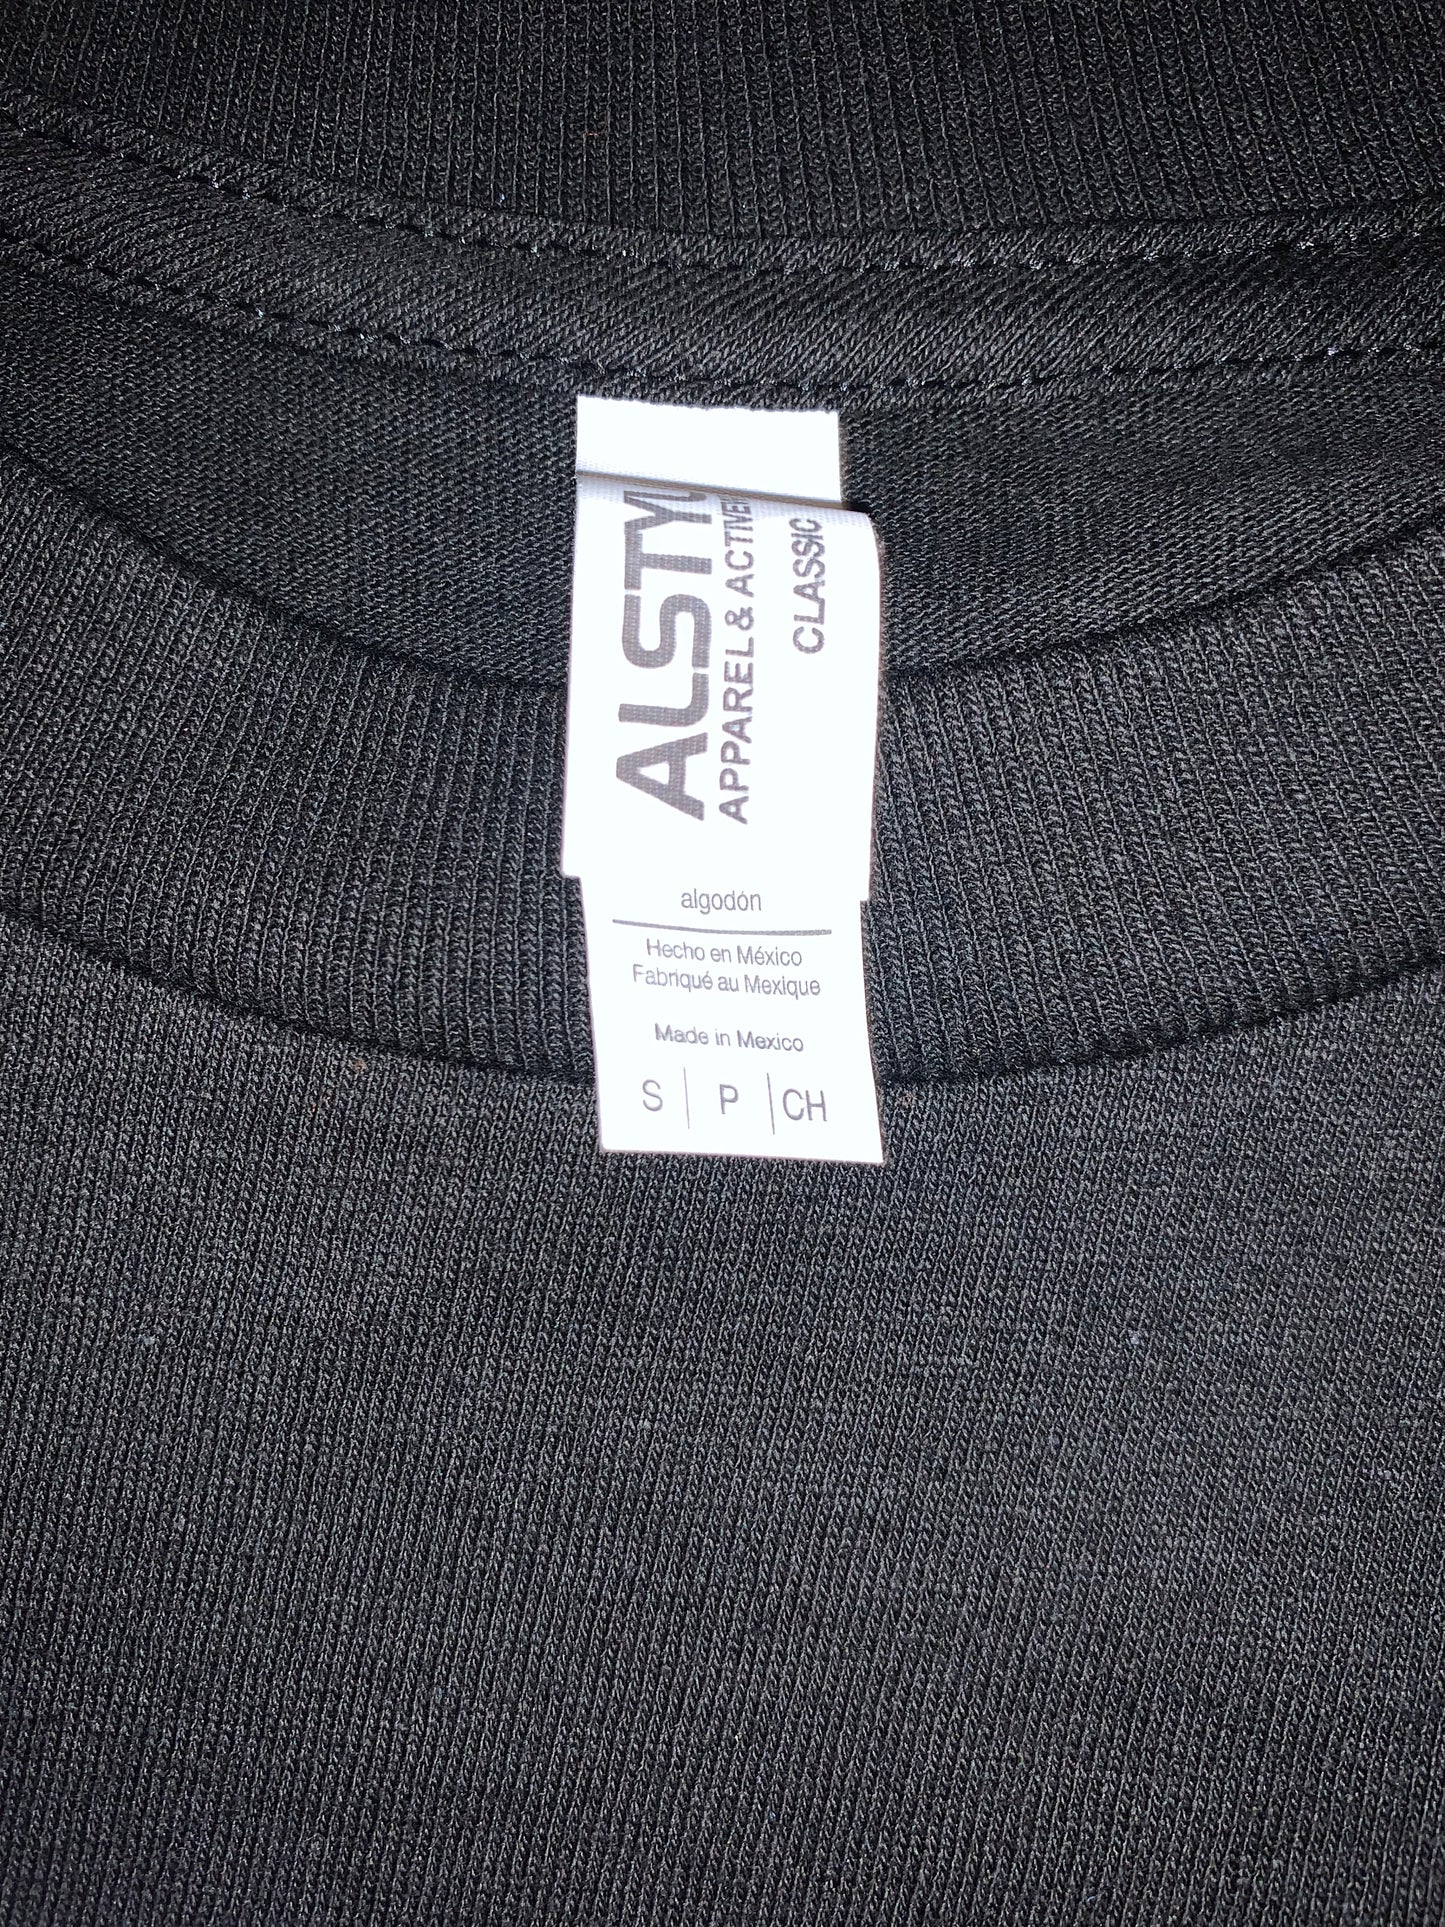 ALSTY
APPAREL & ACTIVE
CLASSIC
algodón
Hecho en México
Fabriqué au Mexique
Made in Mexico
S | P | CH